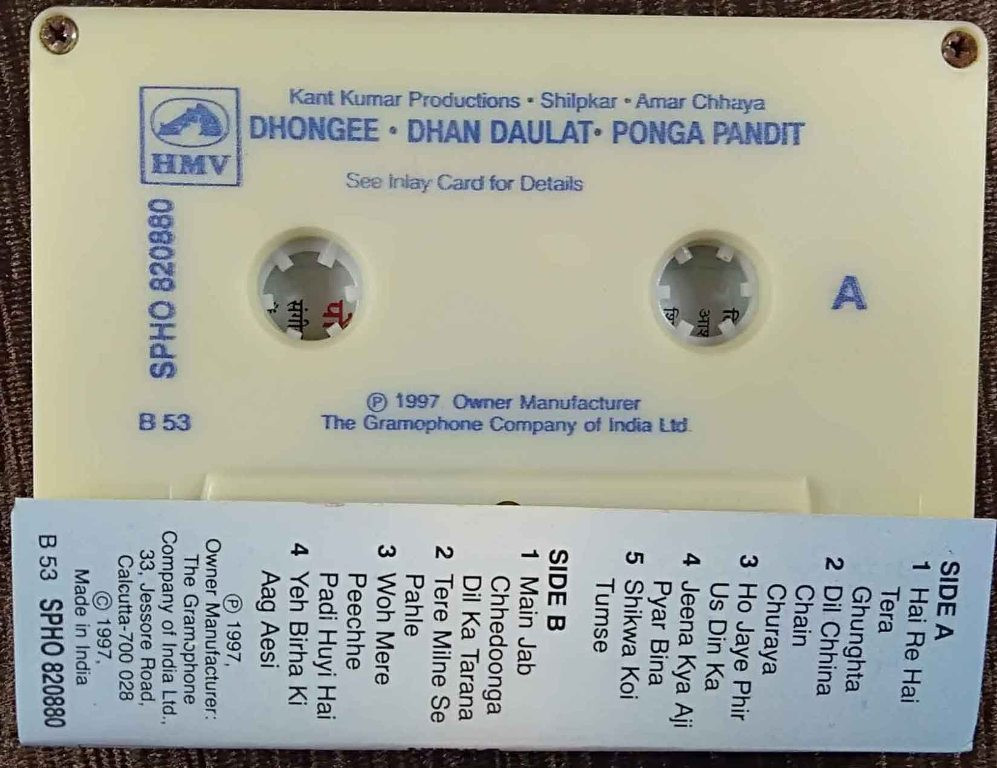 Kant Kumar Productions • Shilpkar • Amar Chhaya
DHONGEE • DHAN DAULAT• PONGA PANDIT
HMV
See Inlay Card for Details
SPHO 820880
A
संगी
आश
B 53
℗ 1997 Owner Manufacturer
The Gramophone Company of India Ltd.
SIDE A
1 Hai Re Hai
Tera
Ghunghta
2 Dil Chhina
Chain
Churaya
3 Ho Jaye Phir
Us Din Ka
4 Jeena Kya Aji
Pyar Bina
5 Shikwa Koi
Tumse
SIDE B
1 Main Jab
Chhedoonga
Dil Ka Tarana
2 Tere Milne Se
Pahle
3 Woh Mere
Peechhe
Padi Huyi Hai
4 Yeh Birha Ki
Aag Aesi
℗ 1997,
Owner Manufacturer:
The Gramophone
Company of India Ltd.,
33, Jessore Road,
Calcutta-700 028
© 1997,
Made in India
B 53 SPHO 820880